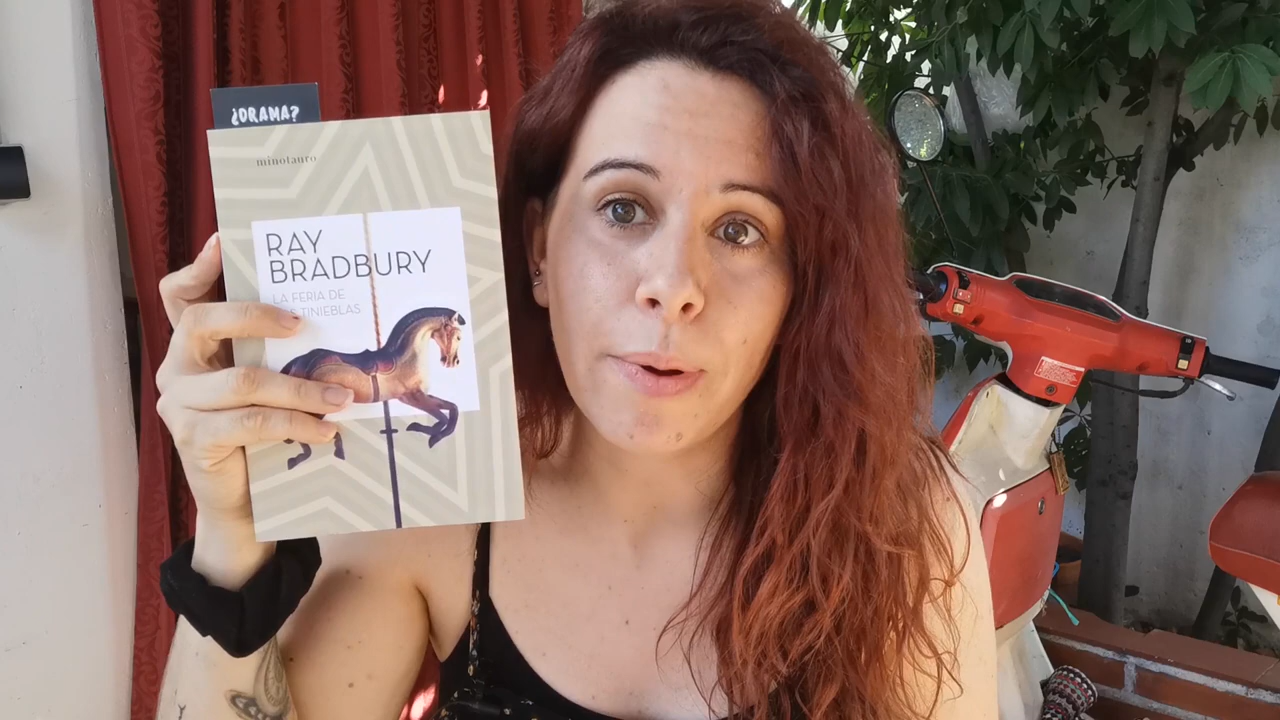 ¿DRAMA?
minotauro
RAY
BRADBURY
LA FERIA DE
TINIEBLAS